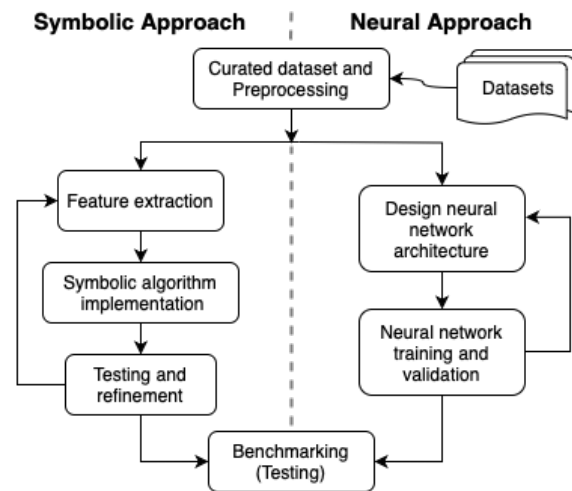 Symbolic Approach
Neural Approach
Curated dataset and
Preprocessing
Datasets
Feature extraction
Symbolic algorithm
implementation
Testing and
refinement
Design neural
network
architecture
Neural network
training and
validation
Benchmarking
(Testing)